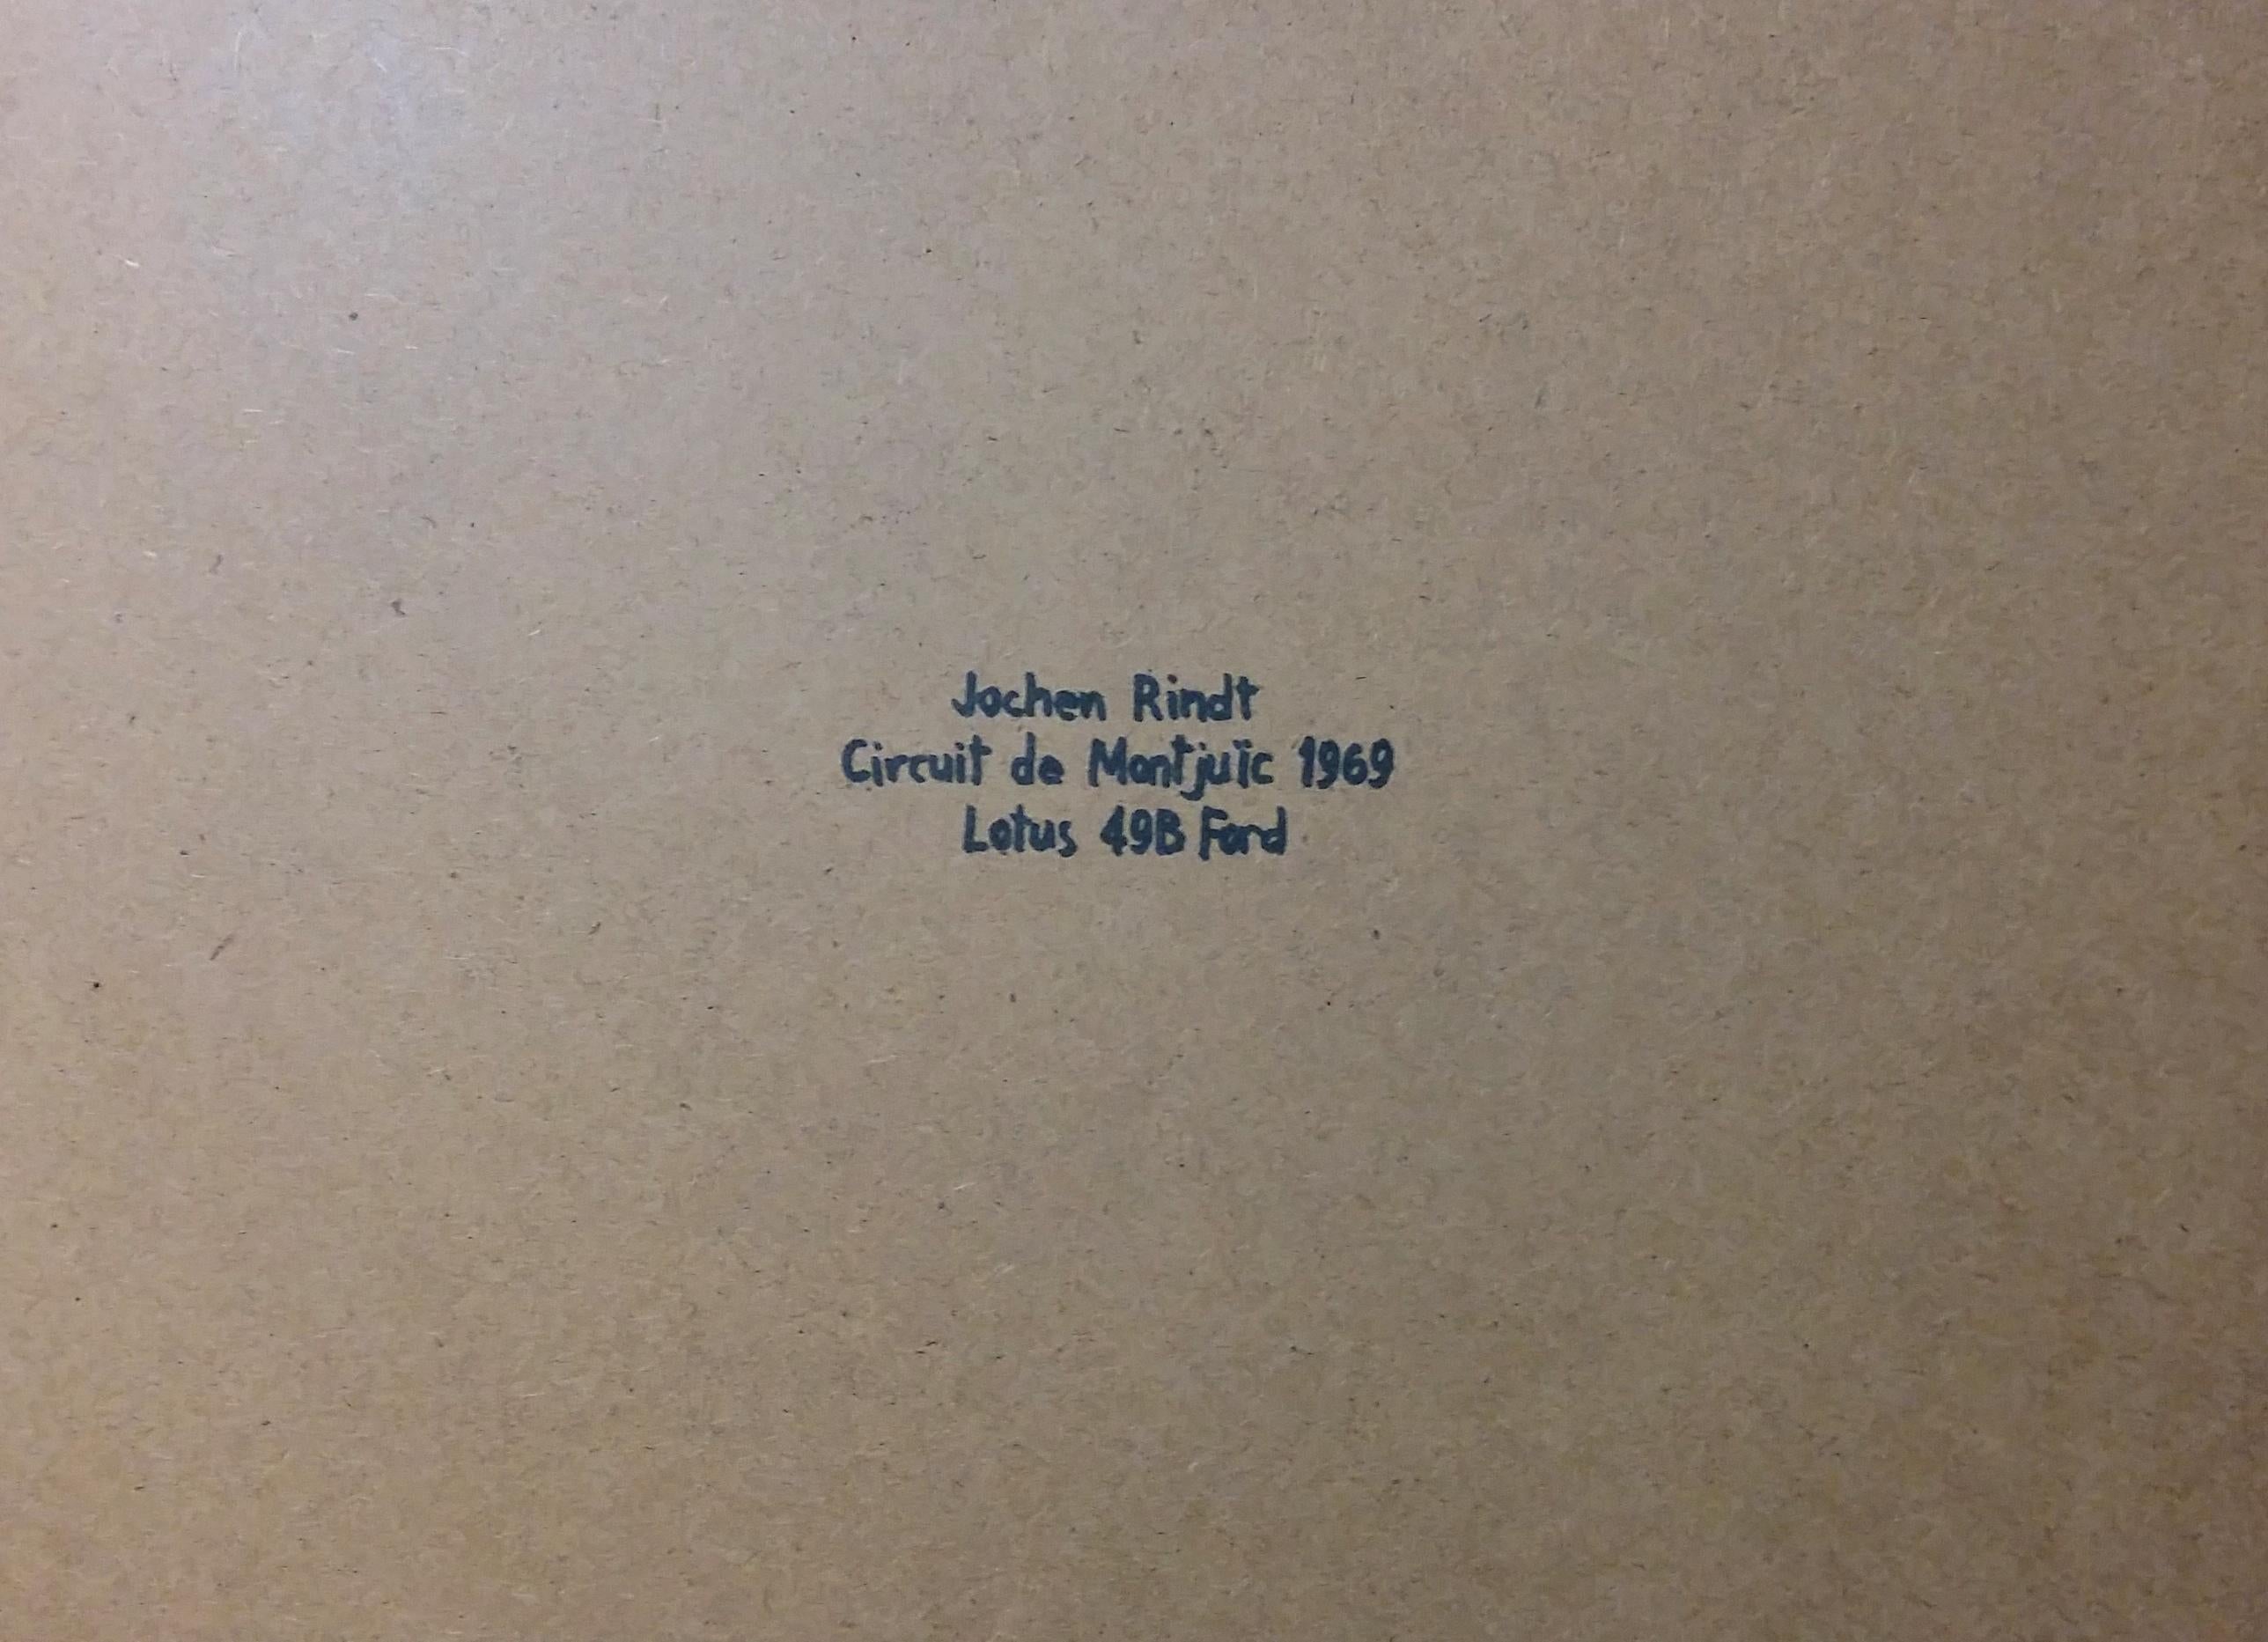 Jochen Rindt
Circuit de Montjuïc 1969
Lotus 49B Ford